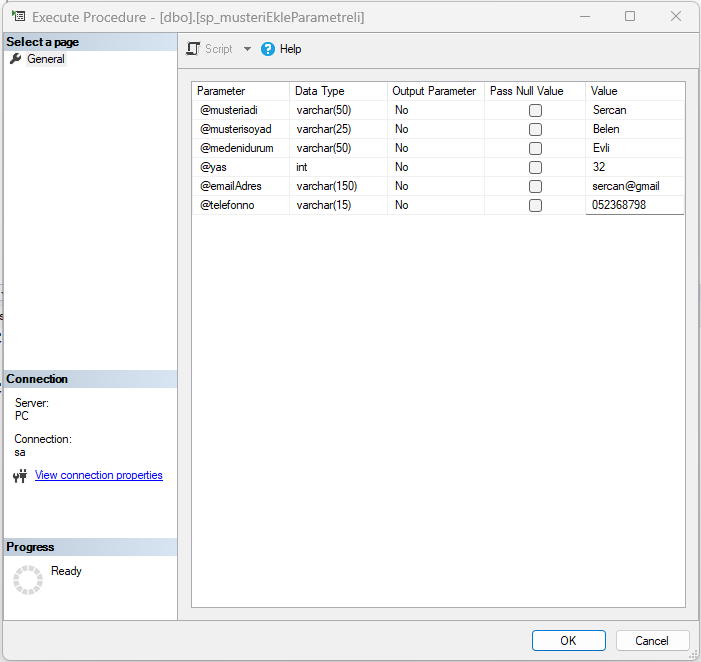 Execute Procedure - [dbo].[sp_musteriEkleParametreli]
Select a page
General
Script
Help
Parameter Data Type Output Parameter Pass Null Value Value
@musteriadi varchar(50) No Sercan
@musterisoyad varchar(25) No Belen
@medenidurum varchar(50) No Evli
@yas int No 32
@emailAdres varchar(150) No sercan@gmail
@telefonno varchar(15) No 052368798
Connection
Server:
PC
Connection:
sa
View connection properties
Progress
Ready
OK Cancel